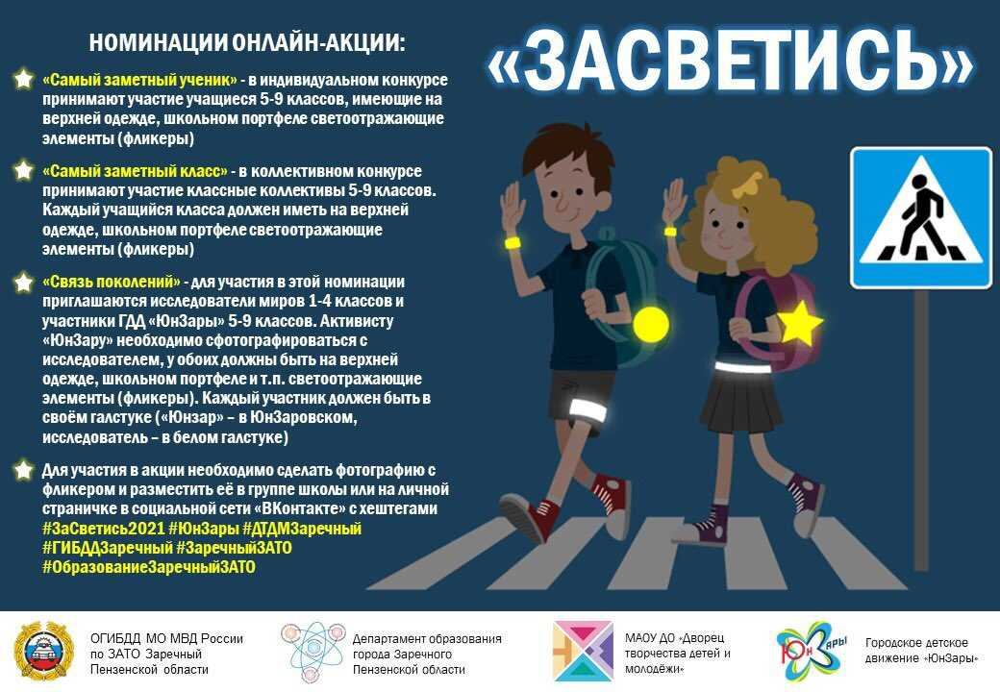 НОМИНАЦИИ ОНЛАЙН-АКЦИИ:
«Самый заметный ученик» - в индивидуальном конкурсе
принимают участие учащиеся 5-9 классов, имеющие на
верхней одежде, школьном портфеле светоотражающие
элементы (фликеры)
«Самый заметный класс» - в коллективном конкурсе
принимают участие классные коллективы 5-9 классов.
Каждый учащийся класса должен иметь на верхней
одежде, школьном портфеле светоотражающие
элементы (фликеры)
«Связь поколений» - для участия в этой номинации
приглашаются исследователи миров 1-4 классов и
участники ГДД «ЮнЗары» 5-9 классов. Активисту
«ЮнЗару» необходимо сфотографироваться с
исследователем, у обоих должны быть на верхней
одежде, школьном портфеле и т.п. светоотражающие
элементы (фликеры). Каждый участник должен быть в
своём галстуке («Юнзар» – в ЮнЗаровском,
исследователь – в белом галстуке)
Для участия в акции необходимо сделать фотографию с
фликером и разместить её в группе школы или на личной
страничке в социальной сети «ВКонтакте» с хештегами
#ЗаСветись2021 #ЮнЗары #ДТДМЗаречный
#ГИБДДЗаречный #ЗаречныйЗАТО
#ОбразованиеЗаречныйЗАТО
«ЗАСВЕТИСЬ»
ОГИБДД МО МВД России
по ЗАТО Заречный
Пензенской области
Департамент образования
города Заречного
Пензенской области
МАОУ ДО «Дворец
творчества детей и
молодёжи»
ЮнЗары
Городское детское
движение «ЮнЗары»